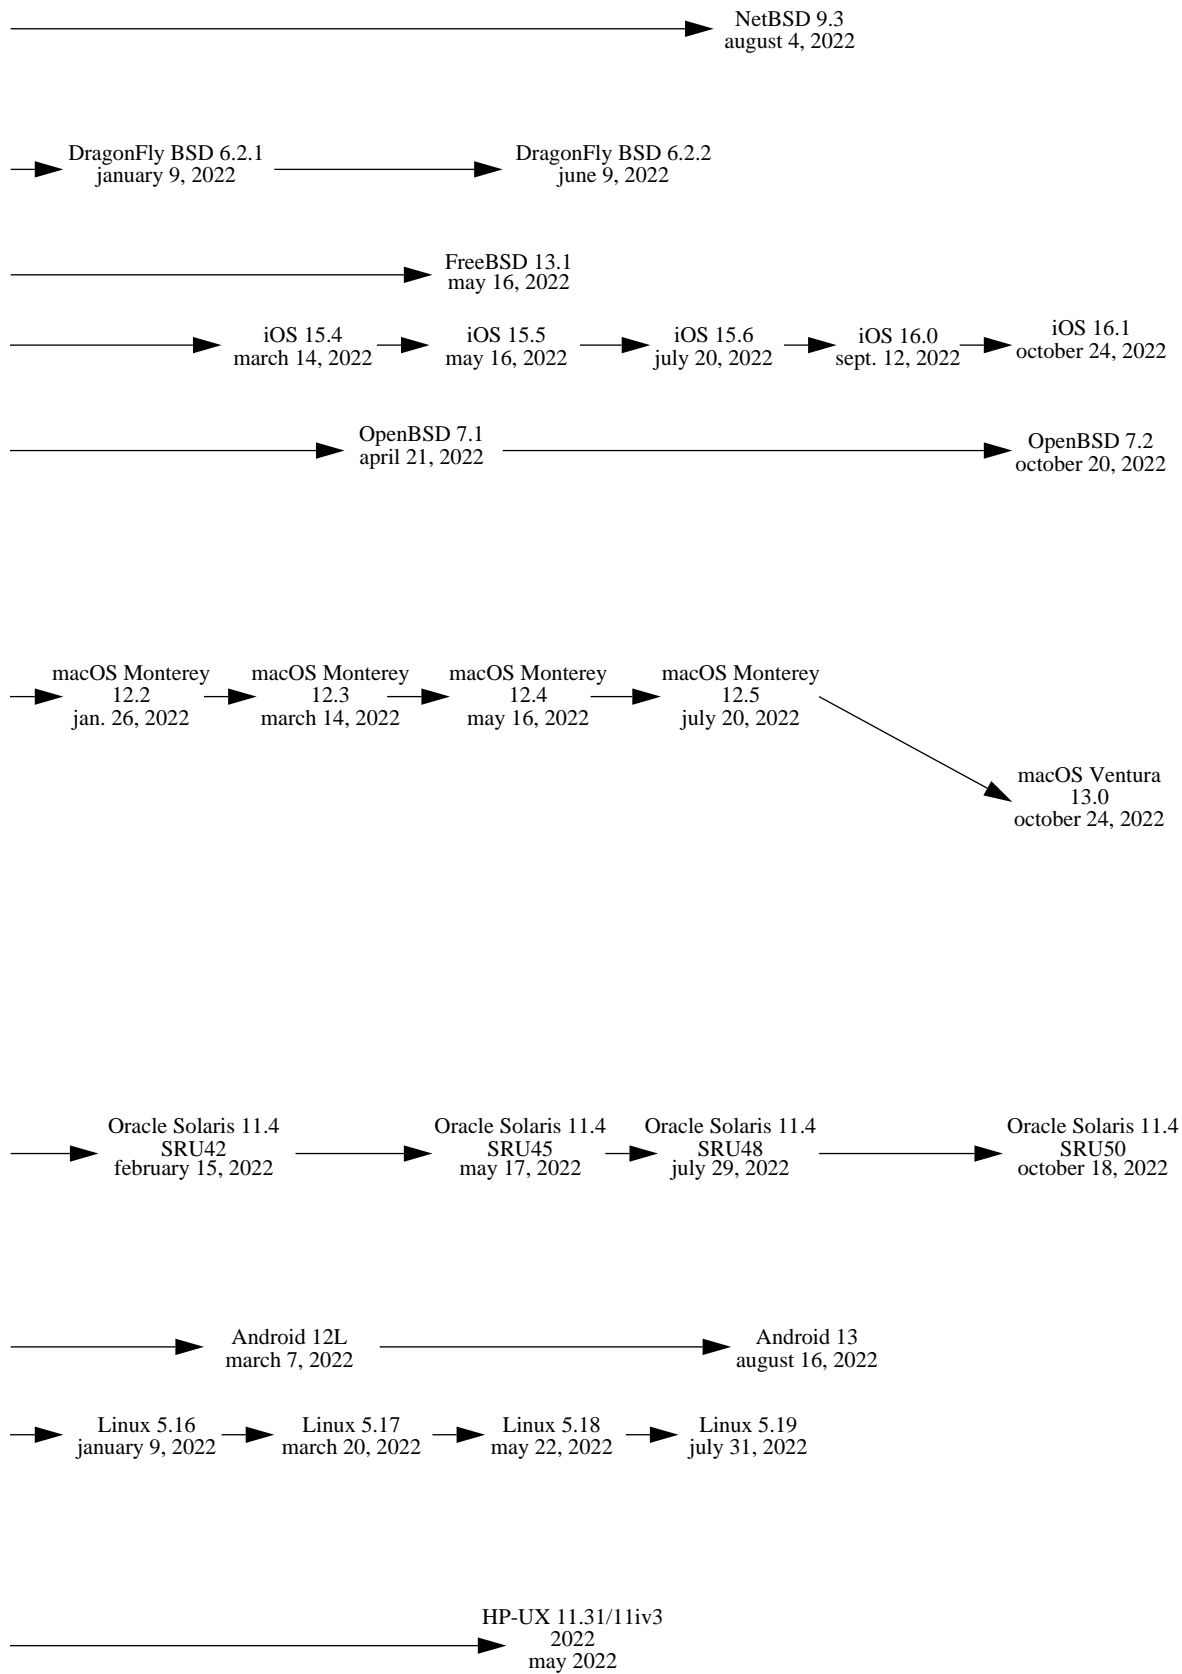 NetBSD 9.3
august 4, 2022
DragonFly BSD 6.2.1
january 9, 2022
DragonFly BSD 6.2.2
june 9, 2022
FreeBSD 13.1
may 16, 2022
iOS 15.4
march 14, 2022
iOS 15.5
may 16, 2022
iOS 15.6
july 20, 2022
iOS 16.0
sept. 12, 2022
iOS 16.1
october 24, 2022
OpenBSD 7.1
april 21, 2022
OpenBSD 7.2
october 20, 2022
macOS Monterey
12.2
jan. 26, 2022
macOS Monterey
12.3
march 14, 2022
macOS Monterey
12.4
may 16, 2022
macOS Monterey
12.5
july 20, 2022
macOS Ventura
13.0
october 24, 2022
Oracle Solaris 11.4
SRU42
february 15, 2022
Oracle Solaris 11.4
SRU45
may 17, 2022
Oracle Solaris 11.4
SRU48
july 29, 2022
Oracle Solaris 11.4
SRU50
october 18, 2022
Android 12L
march 7, 2022
Android 13
august 16, 2022
Linux 5.16
january 9, 2022
Linux 5.17
march 20, 2022
Linux 5.18
may 22, 2022
Linux 5.19
july 31, 2022
HP-UX 11.31/11iv3
2022
may 2022